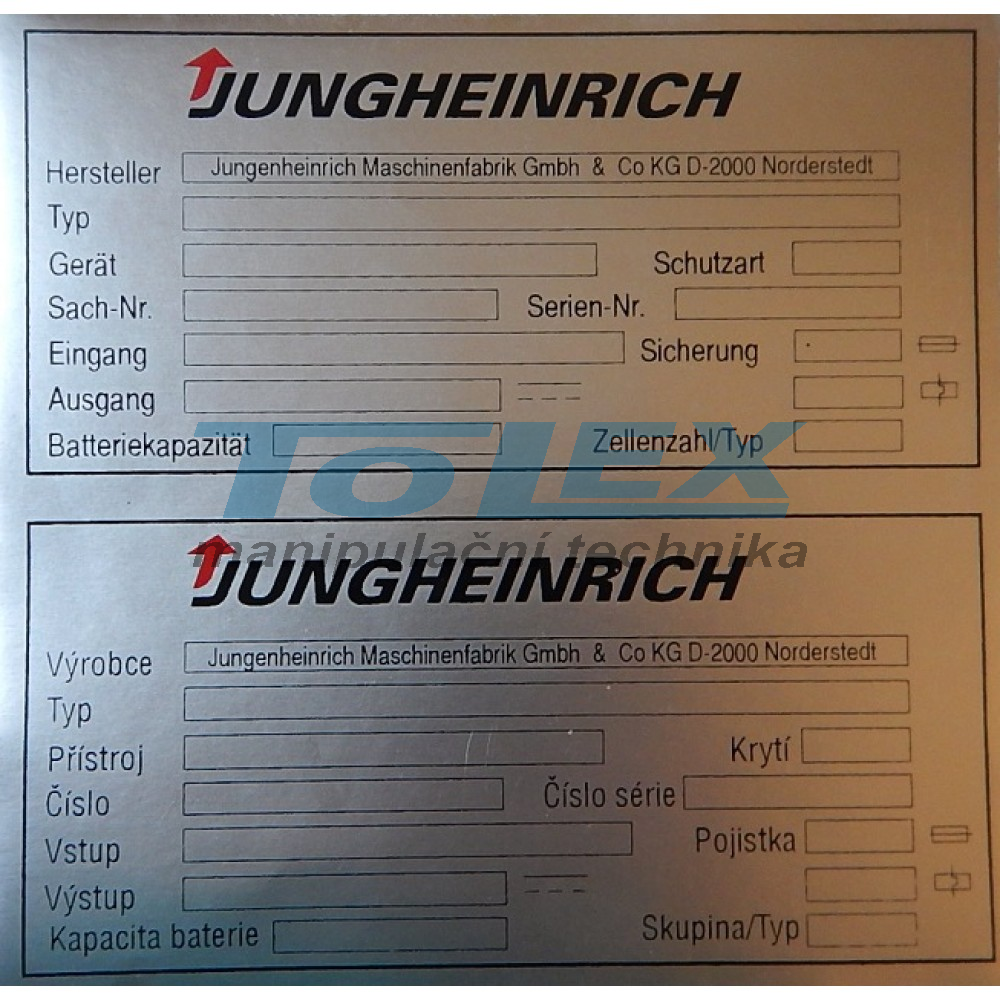 JUNGHEINRICH
Hersteller Jungenheinrich Maschinenfabrik Gmbh & Co KG D-2000 Norderstedt
Typ
Gerät Schutzart
Sach-Nr. Serien-Nr.
Eingang Sicherung
Ausgang
Batteriekapazität Zellenzahl/Typ
TOLEX
manipulační technika
JUNGHEINRICH
Výrobce Jungenheinrich Maschinenfabrik Gmbh & Co KG D-2000 Norderstedt
Typ
Přístroj Krytí
Číslo Číslo série
Vstup Pojistka
Výstup
Kapacita baterie Skupina/Typ